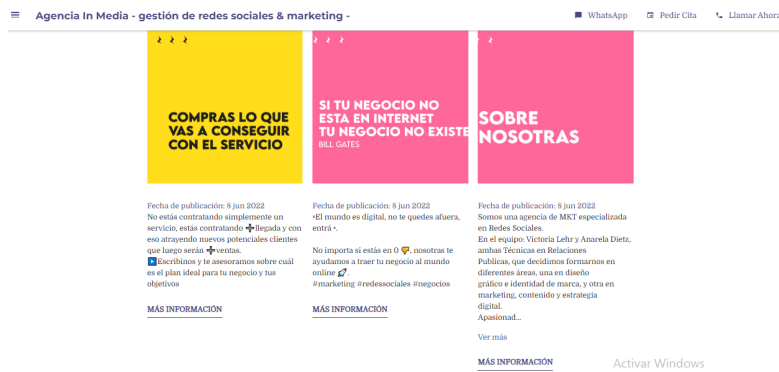 Agencia In Media - gestión de redes sociales & marketing -
WhatsApp
Pedir Cita
Llamar Ahora
COMPRAS LO QUE
VAS A CONSEGUIR
CON EL SERVICIO
SI TU NEGOCIO NO
ESTA EN INTERNET
TU NEGOCIO NO EXISTE
BILL GATES
SOBRE
NOSOTRAS
Fecha de publicación: 8 jun 2022
No estás contratando simplemente un
servicio, estás contratando ➕llegada y con
eso atrayendo nuevos potenciales clientes
que luego serán ➕ventas.
▶️Escribinos y te asesoramos sobre cuál
es el plan ideal para tu negocio y tus
objetivos
MÁS INFORMACIÓN
Fecha de publicación: 8 jun 2022
•El mundo es digital, no te quedes afuera,
entrá •.
No importa si estás en 0 👎, nosotras te
ayudamos a traer tu negocio al mundo
online 🚀.
#marketing #redessociales #negocios
MÁS INFORMACIÓN
Fecha de publicación: 8 jun 2022
Somos una agencia de MKT especializada
en Redes Sociales.
En el equipo: Victoria Lehr y Anarela Dietz,
ambas Técnicas en Relaciones
Publicas, que decidimos formarnos en
diferentes áreas, una en diseño
gráfico e identidad de marca, y otra en
marketing, contenido y estrategia
digital.
Apasionad...
Ver más
MÁS INFORMACIÓN
Activar Windows